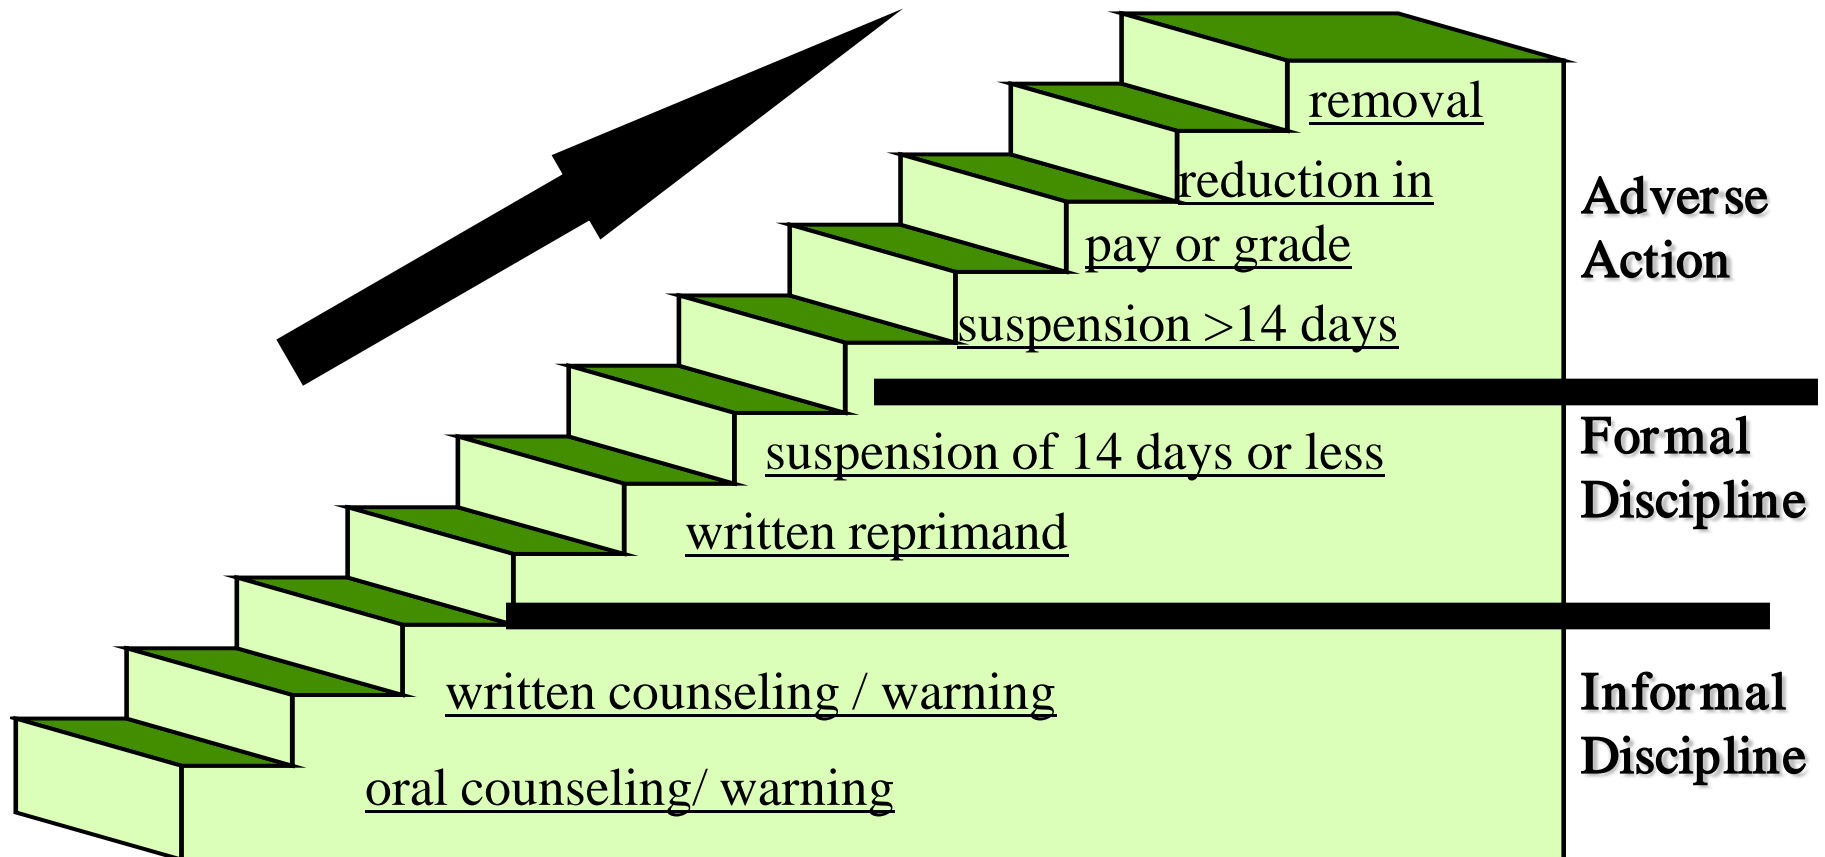 removal
reduction in
pay or grade
suspension >14 days
Adverse
Action
suspension of 14 days or less
written reprimand
Formal
Discipline
written counseling / warning
oral counseling/ warning
Informal
Discipline